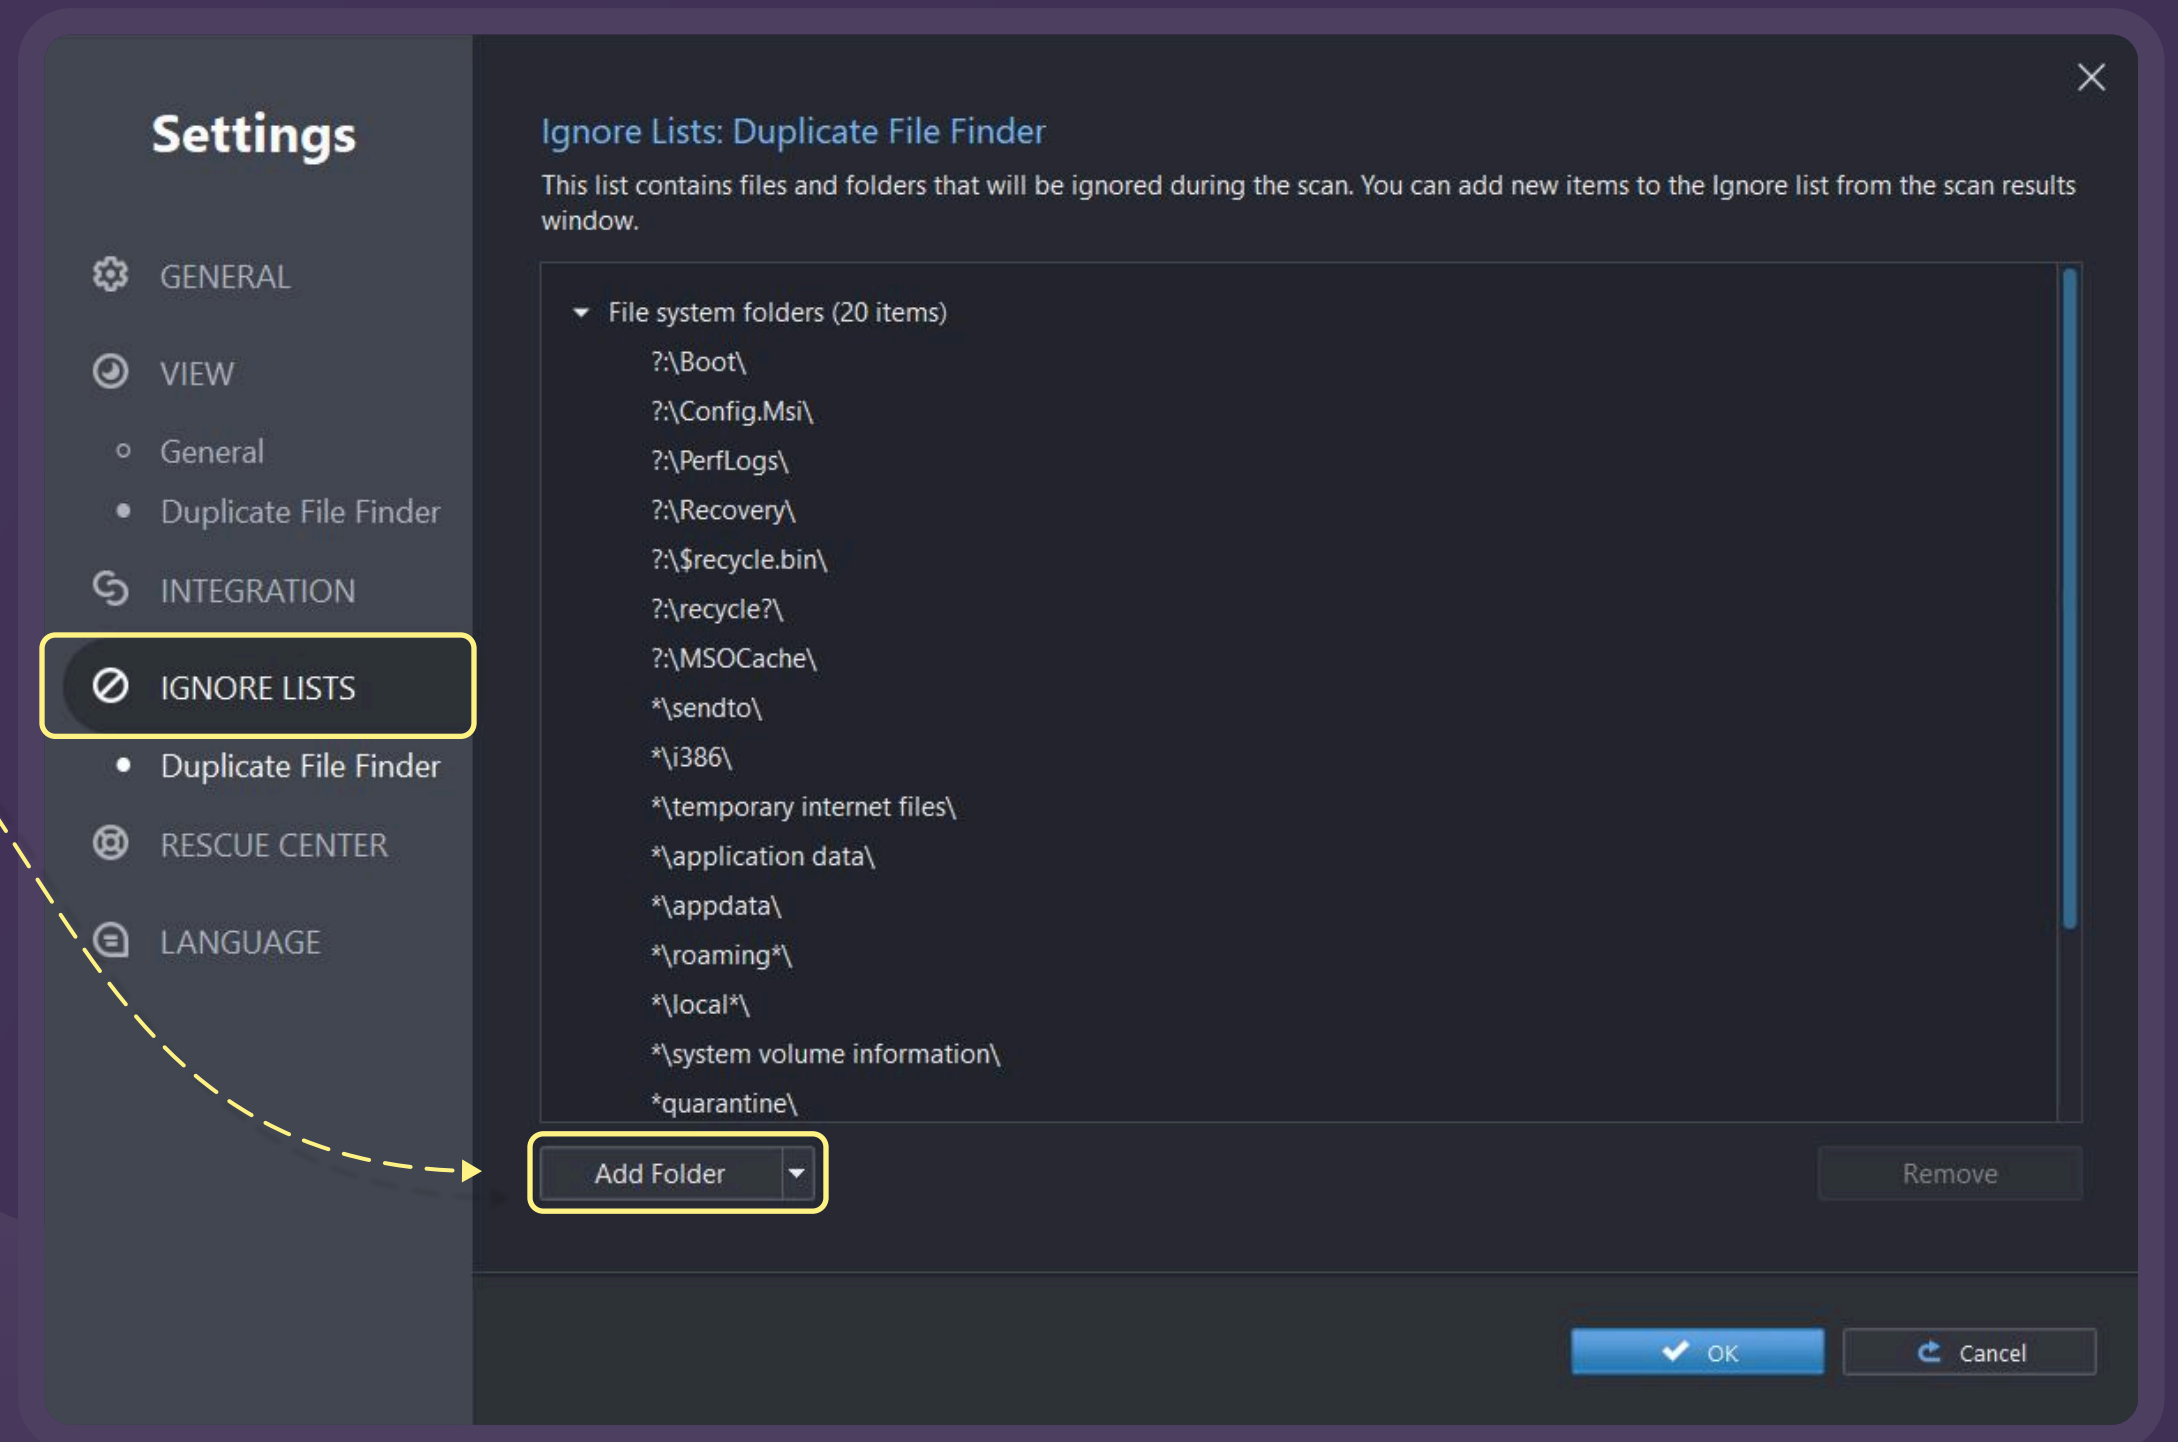 Settings
GENERAL
VIEW
General
Duplicate File Finder
INTEGRATION
IGNORE LISTS
Duplicate File Finder
RESCUE CENTER
LANGUAGE
Ignore Lists: Duplicate File Finder
This list contains files and folders that will be ignored during the scan. You can add new items to the Ignore list from the scan results
window.
File system folders (20 items)
?:\Boot\
?:\Config.Msi\
?:\PerfLogs\
?:\Recovery\
?:\$recycle.bin\
?:\recycle?\
?:\MSOCache\
*\sendto\
*\i386\
*\temporary internet files\
*\application data\
*\appdata\
*\roaming*\
*\local*\
*\system volume information\
*quarantine\
Add Folder
Remove
OK
Cancel